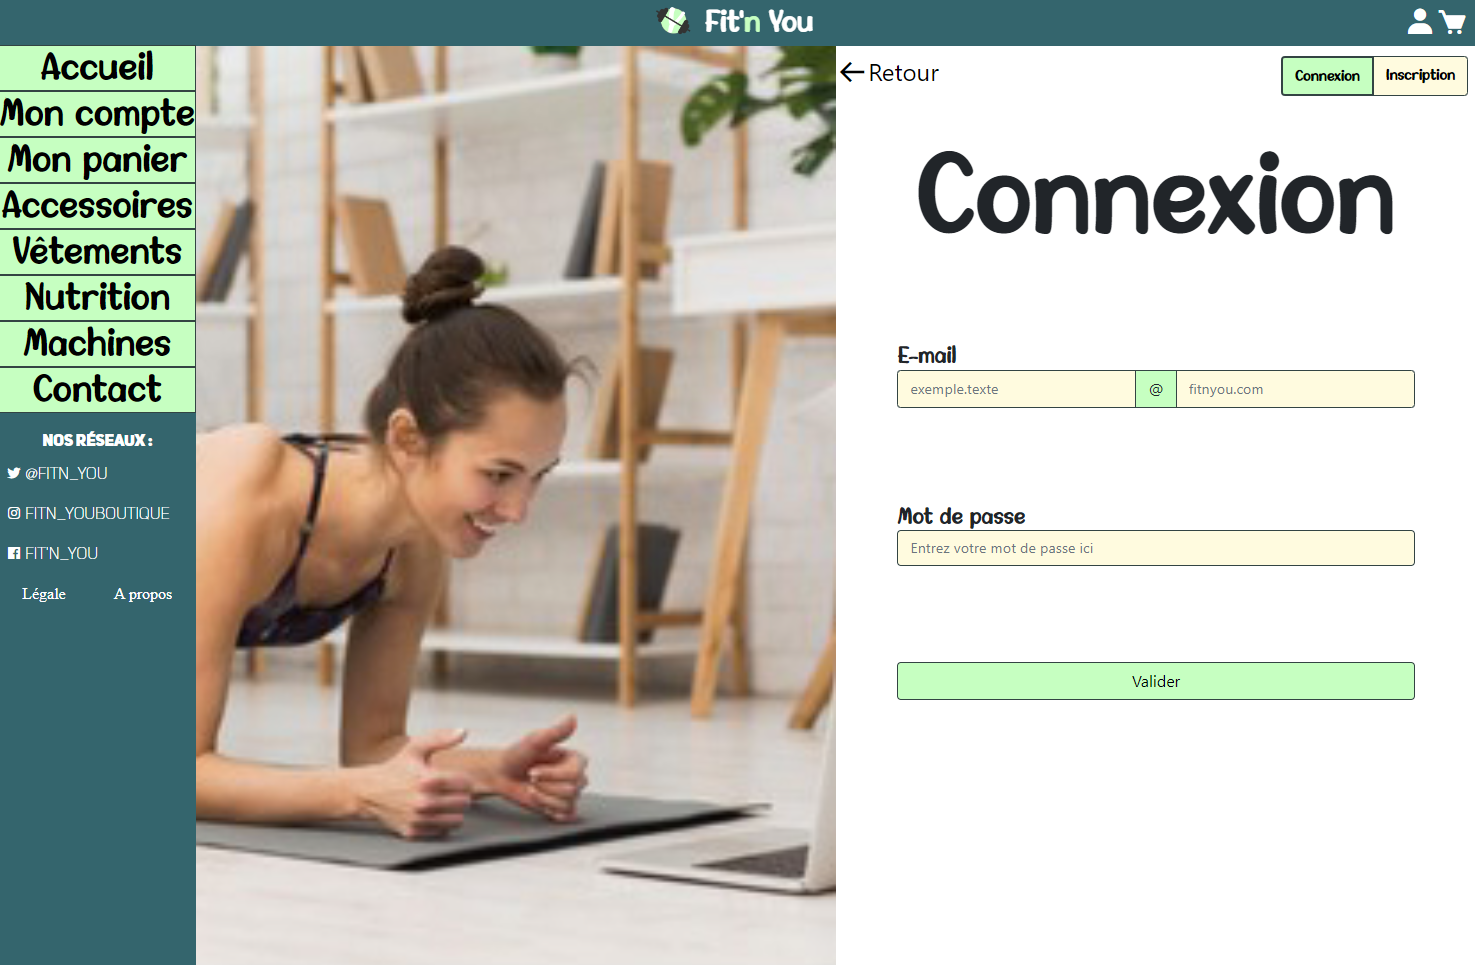 Fit'n You
Accueil
Mon compte
Mon panier
Accessoires
Vêtements
Nutrition
Machines
Contact
NOS RÉSEAUX :
@FITN_YOU
FITN_YOUBOUTIQUE
FIT'N_YOU
Légale A propos
Retour
Connexion Inscription
Connexion
E-mail
exemple.texte @ fitnyou.com
Mot de passe
Entrez votre mot de passe ici
Valider